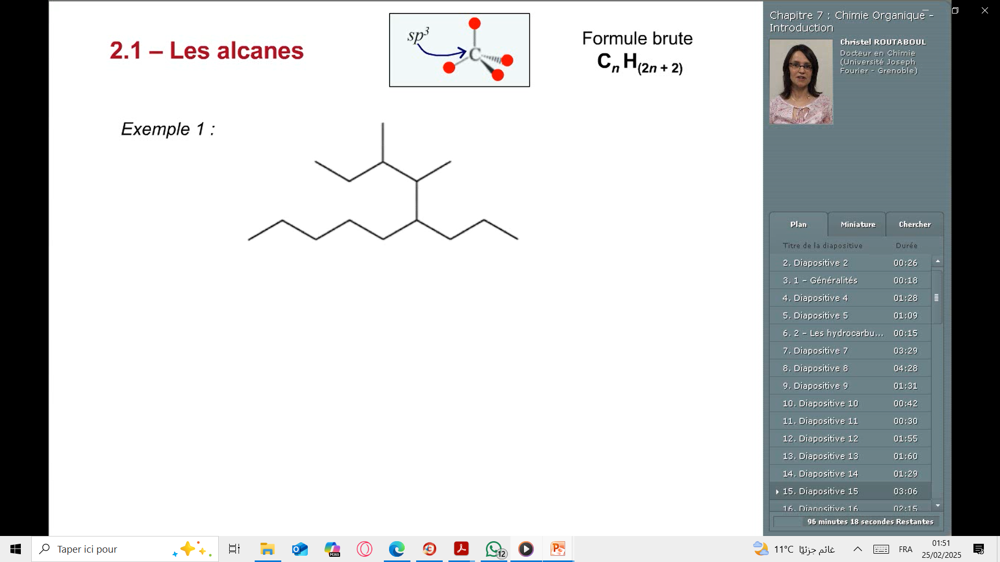 2.1 – Les alcanes
sp³
C
Formule brute
CₙH₍₂ₙ ₊ ₂₎
Exemple 1 :
Chapitre 7 : Chimie Organique -
Introduction
Christel ROUTABOUL
Docteur en Chimie
(Université Joseph
Fourier - Grenoble)
Plan Miniature Chercher
Titre de la diapositive Durée
2. Diapositive 2 00:26
3. 1 - Généralités 00:18
4. Diapositive 4 01:28
5. Diapositive 5 01:09
6. 2 - Les hydrocarbu... 00:15
7. Diapositive 7 03:29
8. Diapositive 8 04:28
9. Diapositive 9 01:31
10. Diapositive 10 00:42
11. Diapositive 11 00:30
12. Diapositive 12 01:55
13. Diapositive 13 01:60
14. Diapositive 14 01:29
15. Diapositive 15 03:06
16. Diapositive 16 02:15
96 minutes 18 secondes Restantes
Taper ici pour
M365
12
11°C غائم جزئيًا
FRA
01:51
25/02/2025